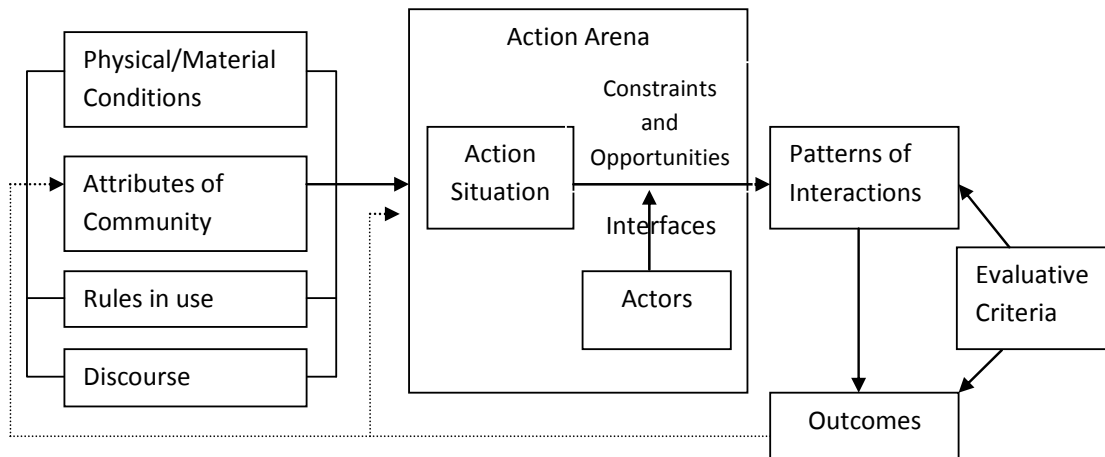 Physical/Material
Conditions
Attributes of
Community
Rules in use
Discourse
Action Arena
Action
Situation
Constraints
and
Opportunities
Interfaces
Actors
Patterns of
Interactions
Evaluative
Criteria
Outcomes